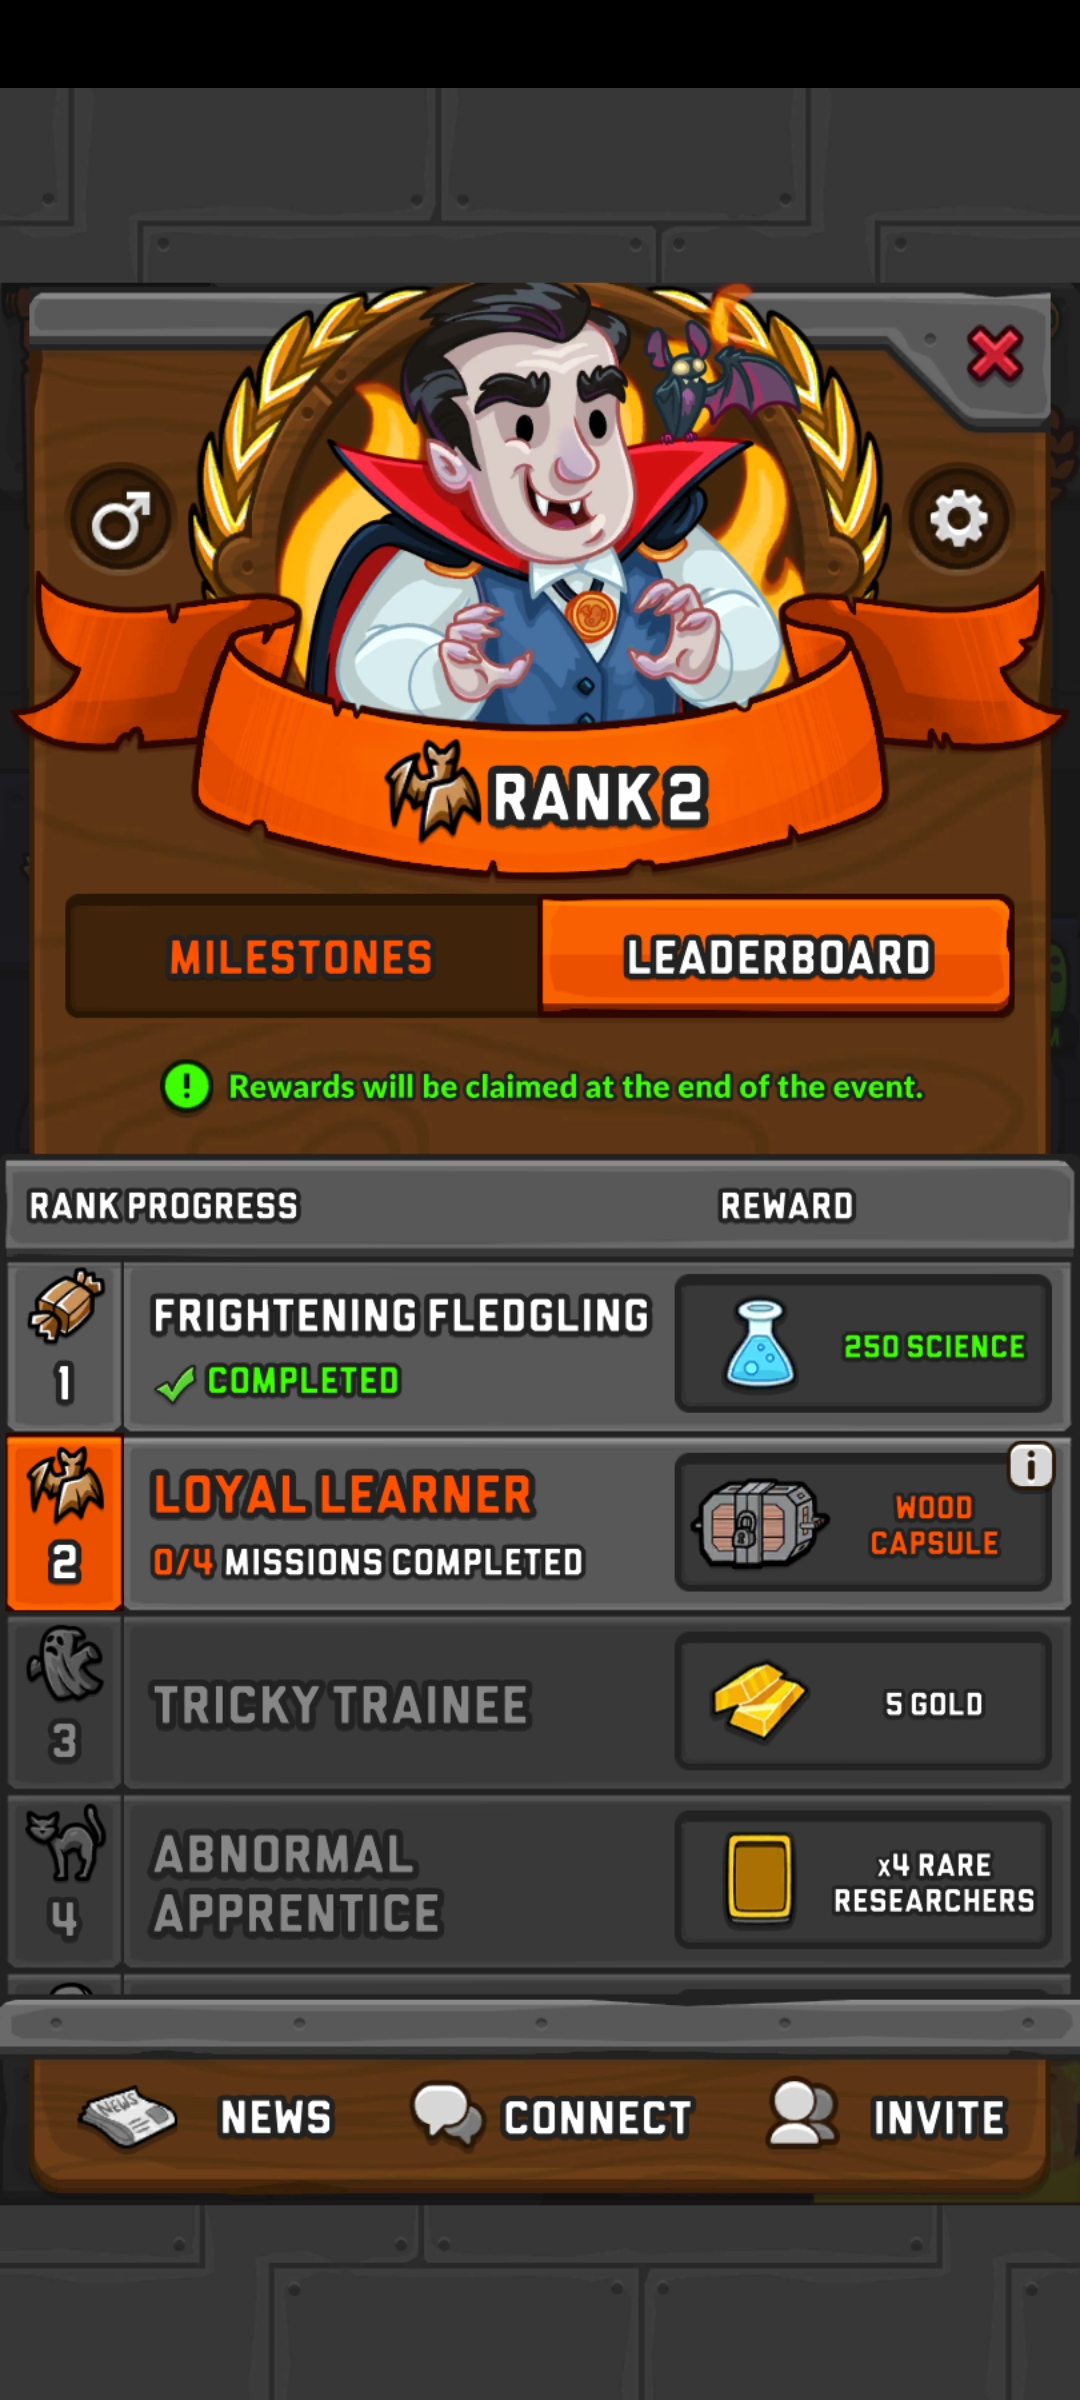 RANK 2
MILESTONES
LEADERBOARD
! Rewards will be claimed at the end of the event.
RANK PROGRESS
REWARD
1
FRIGHTENING FLEDGLING
COMPLETED
250 SCIENCE
2
LOYAL LEARNER
0/4 MISSIONS COMPLETED
i
WOOD
CAPSULE
3
TRICKY TRAINEE
5 GOLD
4
ABNORMAL
APPRENTICE
x4 RARE
RESEARCHERS
NEWS
NEWS
CONNECT
INVITE